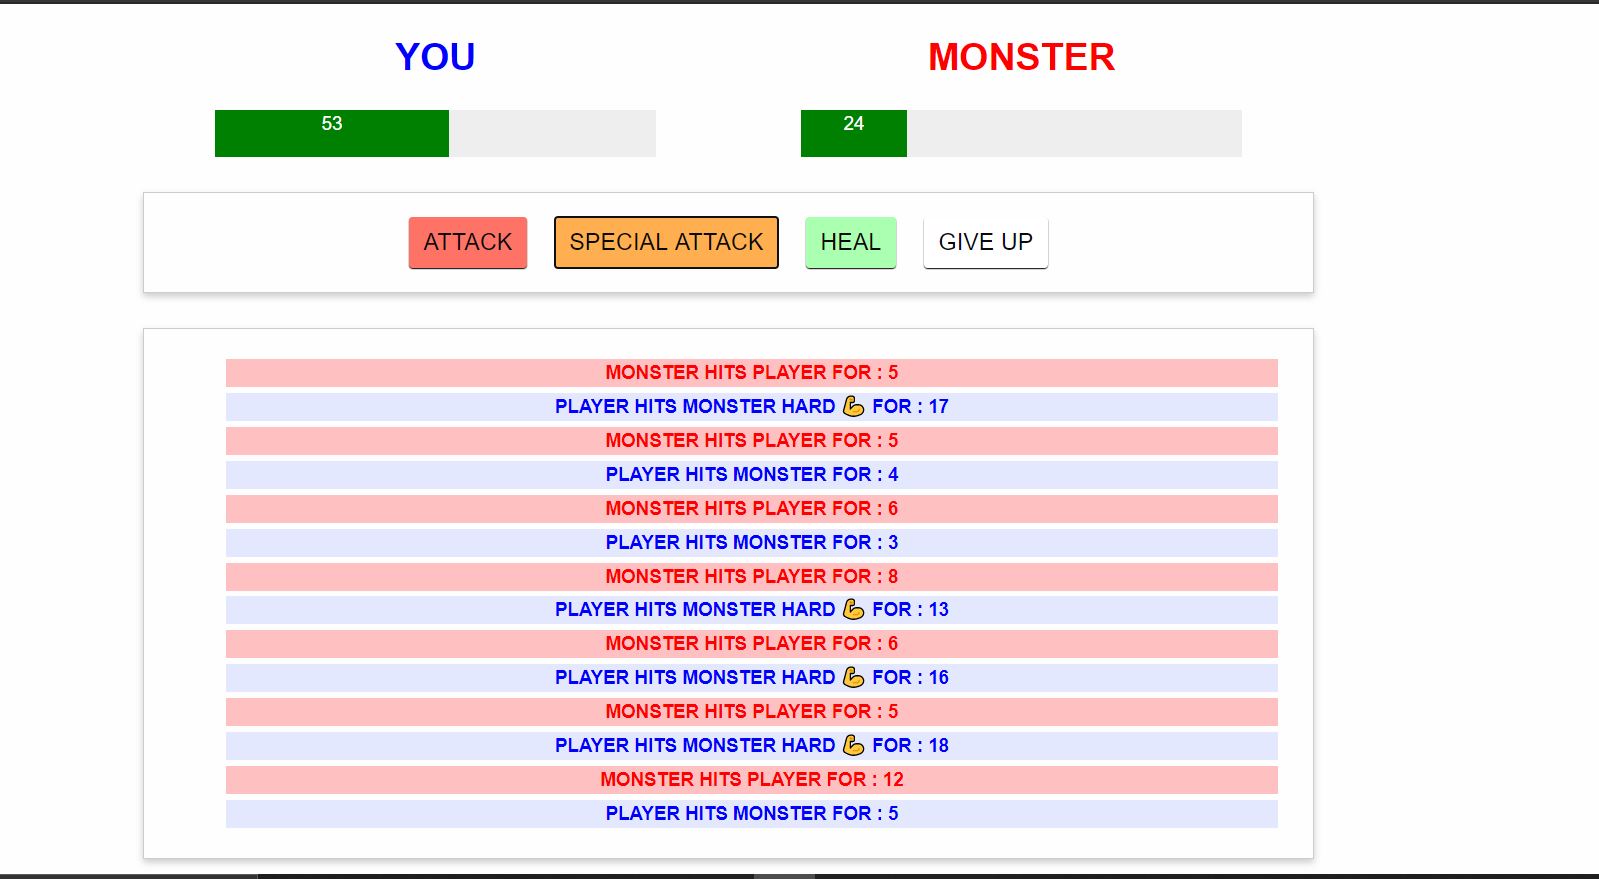 YOU MONSTER
53 24
ATTACK SPECIAL ATTACK HEAL GIVE UP
MONSTER HITS PLAYER FOR : 5
PLAYER HITS MONSTER HARD 💪 FOR : 17
MONSTER HITS PLAYER FOR : 5
PLAYER HITS MONSTER FOR : 4
MONSTER HITS PLAYER FOR : 6
PLAYER HITS MONSTER FOR : 3
MONSTER HITS PLAYER FOR : 8
PLAYER HITS MONSTER HARD 💪 FOR : 13
MONSTER HITS PLAYER FOR : 6
PLAYER HITS MONSTER HARD 💪 FOR : 16
MONSTER HITS PLAYER FOR : 5
PLAYER HITS MONSTER HARD 💪 FOR : 18
MONSTER HITS PLAYER FOR : 12
PLAYER HITS MONSTER FOR : 5